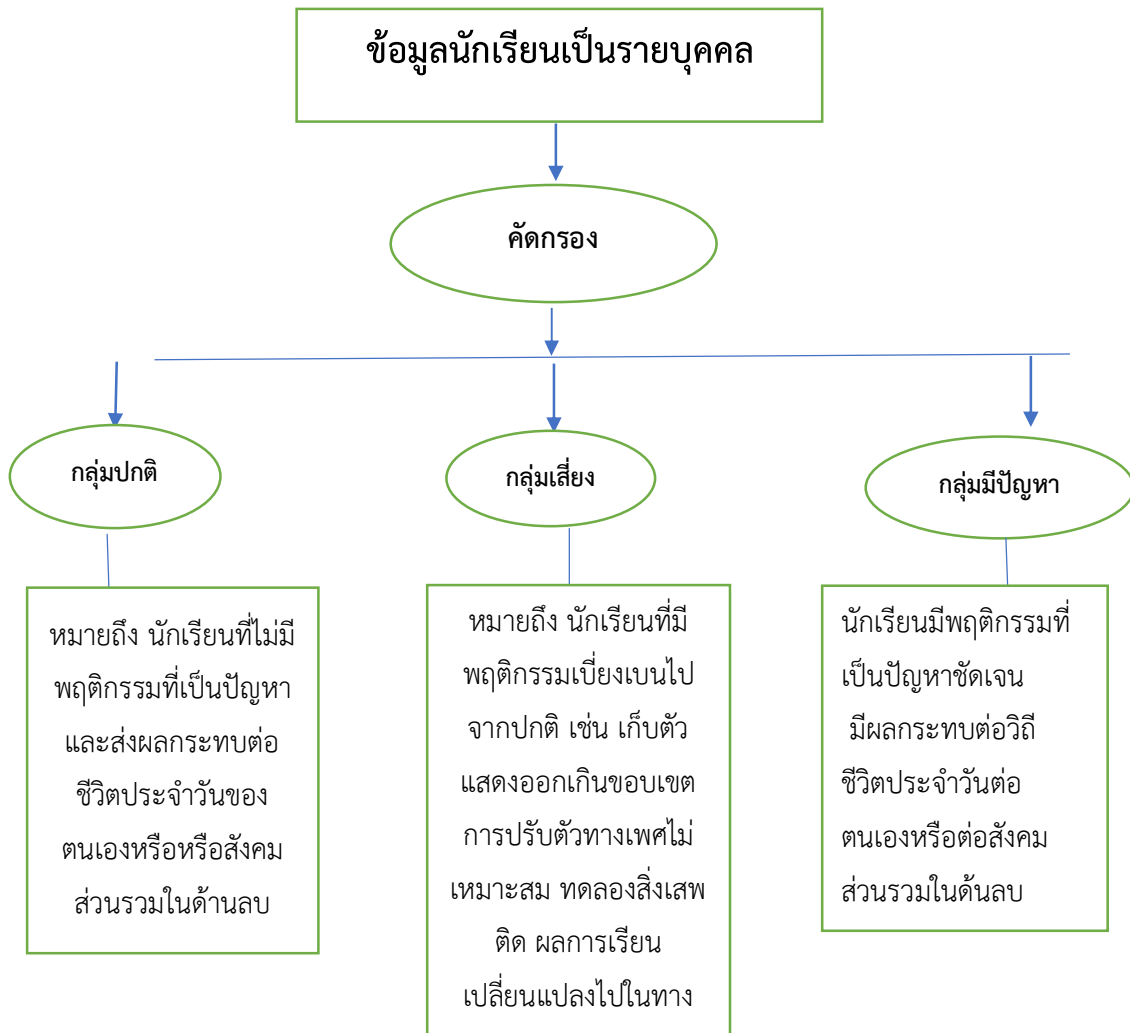 ข้อมูลนักเรียนเป็นรายบุคคล
คัดกรอง
กลุ่มปกติ
กลุ่มเสี่ยง
กลุ่มมีปัญหา
หมายถึง นักเรียนที่ไม่มี
พฤติกรรมที่เป็นปัญหา
และส่งผลกระทบต่อ
ชีวิตประจำวันของ
ตนเองหรือหรือสังคม
ส่วนรวมในด้านลบ
หมายถึง นักเรียนที่มี
พฤติกรรมเบี่ยงเบนไป
จากปกติ เช่น เก็บตัว
แสดงออกเกินขอบเขต
การปรับตัวทางเพศไม่
เหมาะสม ทดลองสิ่งเสพ
ติด ผลการเรียน
เปลี่ยนแปลงไปในทาง
นักเรียนมีพฤติกรรมที่
เป็นปัญหาชัดเจน
มีผลกระทบต่อวิถี
ชีวิตประจำวันต่อ
ตนเองหรือต่อสังคม
ส่วนรวมในด้นลบ